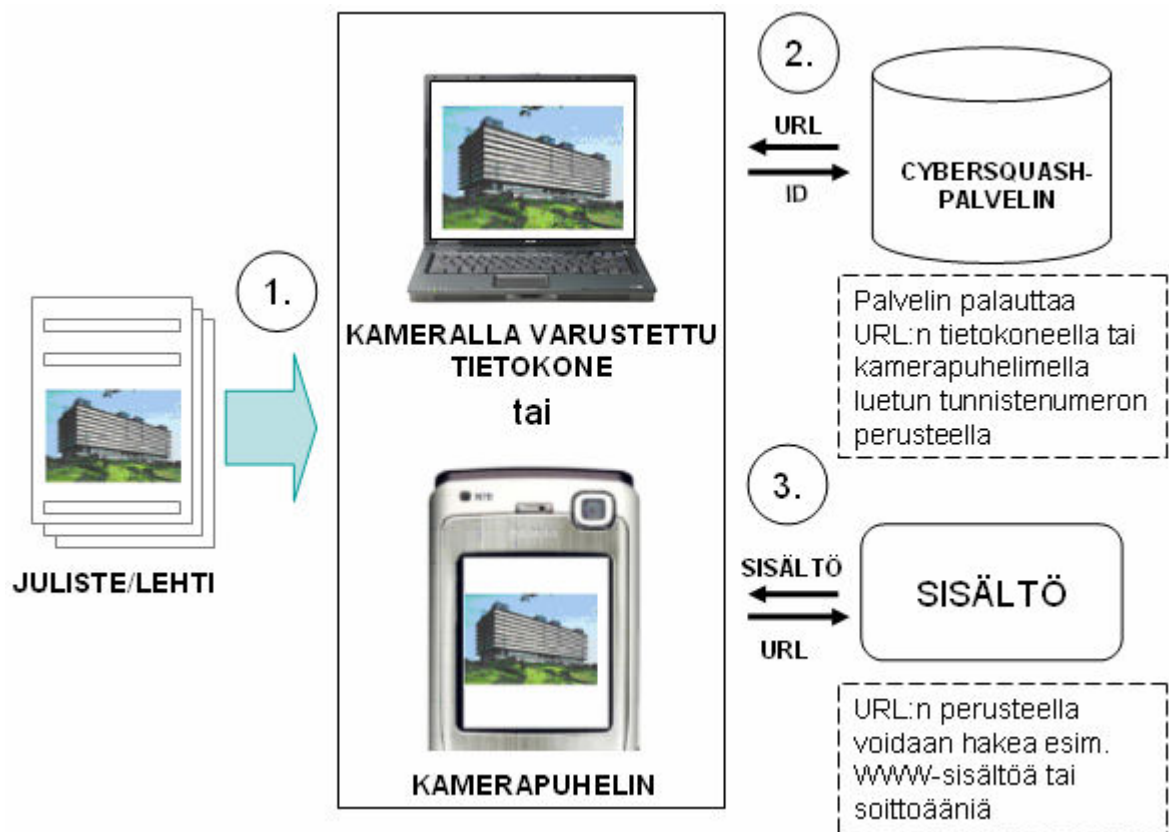 1.
JULISTE/LEHTI
KAMERALLA VARUSTETTU
TIETOKONE
tai
KAMERAPUHELIN
2.
URL
ID
CYBERSQUASH-
PALVELIN
Palvelin palauttaa
URL:n tietokoneella tai
kamerapuhelimella
luetun tunnistenumeron
perusteella
3.
SISÄLTÖ
URL
SISÄLTÖ
URL:n perusteella
voidaan hakea esim.
WWW-sisältöä tai
soittoääniä